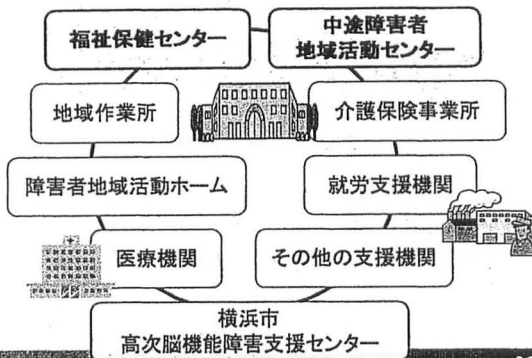 福祉保健センター
中途障害者
地域活動センター
地域作業所
介護保険事業所
障害者地域活動ホーム
就労支援機関
医療機関
その他の支援機関
横浜市
高次脳機能障害支援センター